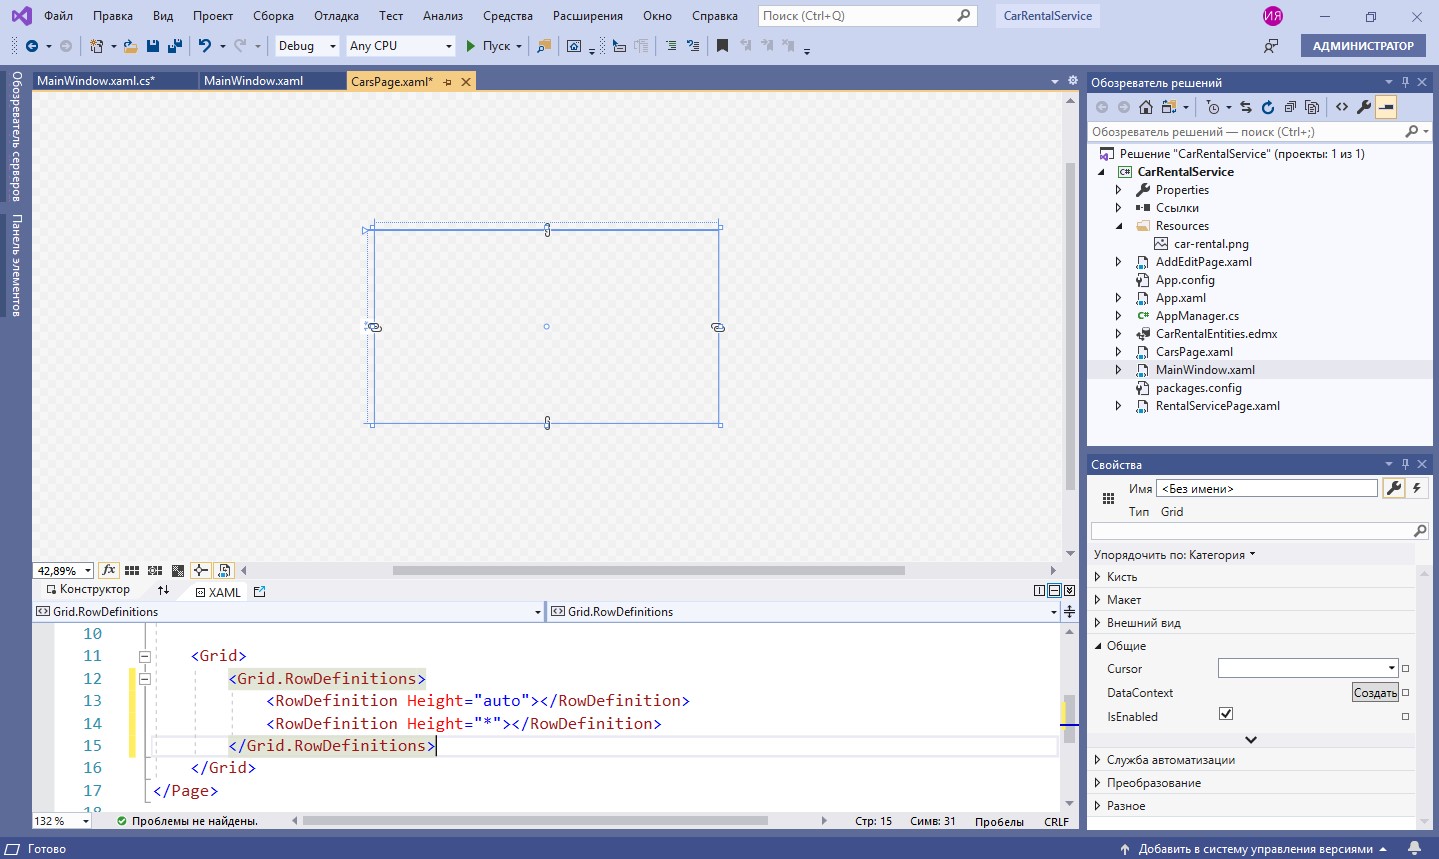 Файл Правка Вид Проект Сборка Отладка Тест Анализ Средства Расширения Окно Справка Поиск (Ctrl+Q) CarRentalService ИЯ
Debug Any CPU Пуск АДМИНИСТРАТОР
Обозреватель серверов
Панель элементов
MainWindow.xaml.cs* MainWindow.xaml CarsPage.xaml*
42,89% fx
Конструктор XAML
Grid.RowDefinitions Grid.RowDefinitions
10
11 <Grid>
12 <Grid.RowDefinitions>
13 <RowDefinition Height="auto"></RowDefinition>
14 <RowDefinition Height="*"></RowDefinition>
15 </Grid.RowDefinitions>
16 </Grid>
17 </Page>
18
132 % Проблемы не найдены. Стр: 15 Симв: 31 Пробелы CRLF
Обозреватель решений
Обозреватель решений — поиск (Ctrl+;)
Решение "CarRentalService" (проекты: 1 из 1)
C# CarRentalService
Properties
Ссылки
Resources
car-rental.png
AddEditPage.xaml
App.config
App.xaml
C# AppManager.cs
CarRentalEntities.edmx
CarsPage.xaml
MainWindow.xaml
packages.config
RentalServicePage.xaml
Свойства
Имя <Без имени>
Тип Grid
Упорядочить по: Категория
Кисть
Макет
Внешний вид
Общие
Cursor
DataContext Создать
IsEnabled
Служба автоматизации
Преобразование
Разное
Готово Добавить в систему управления версиями